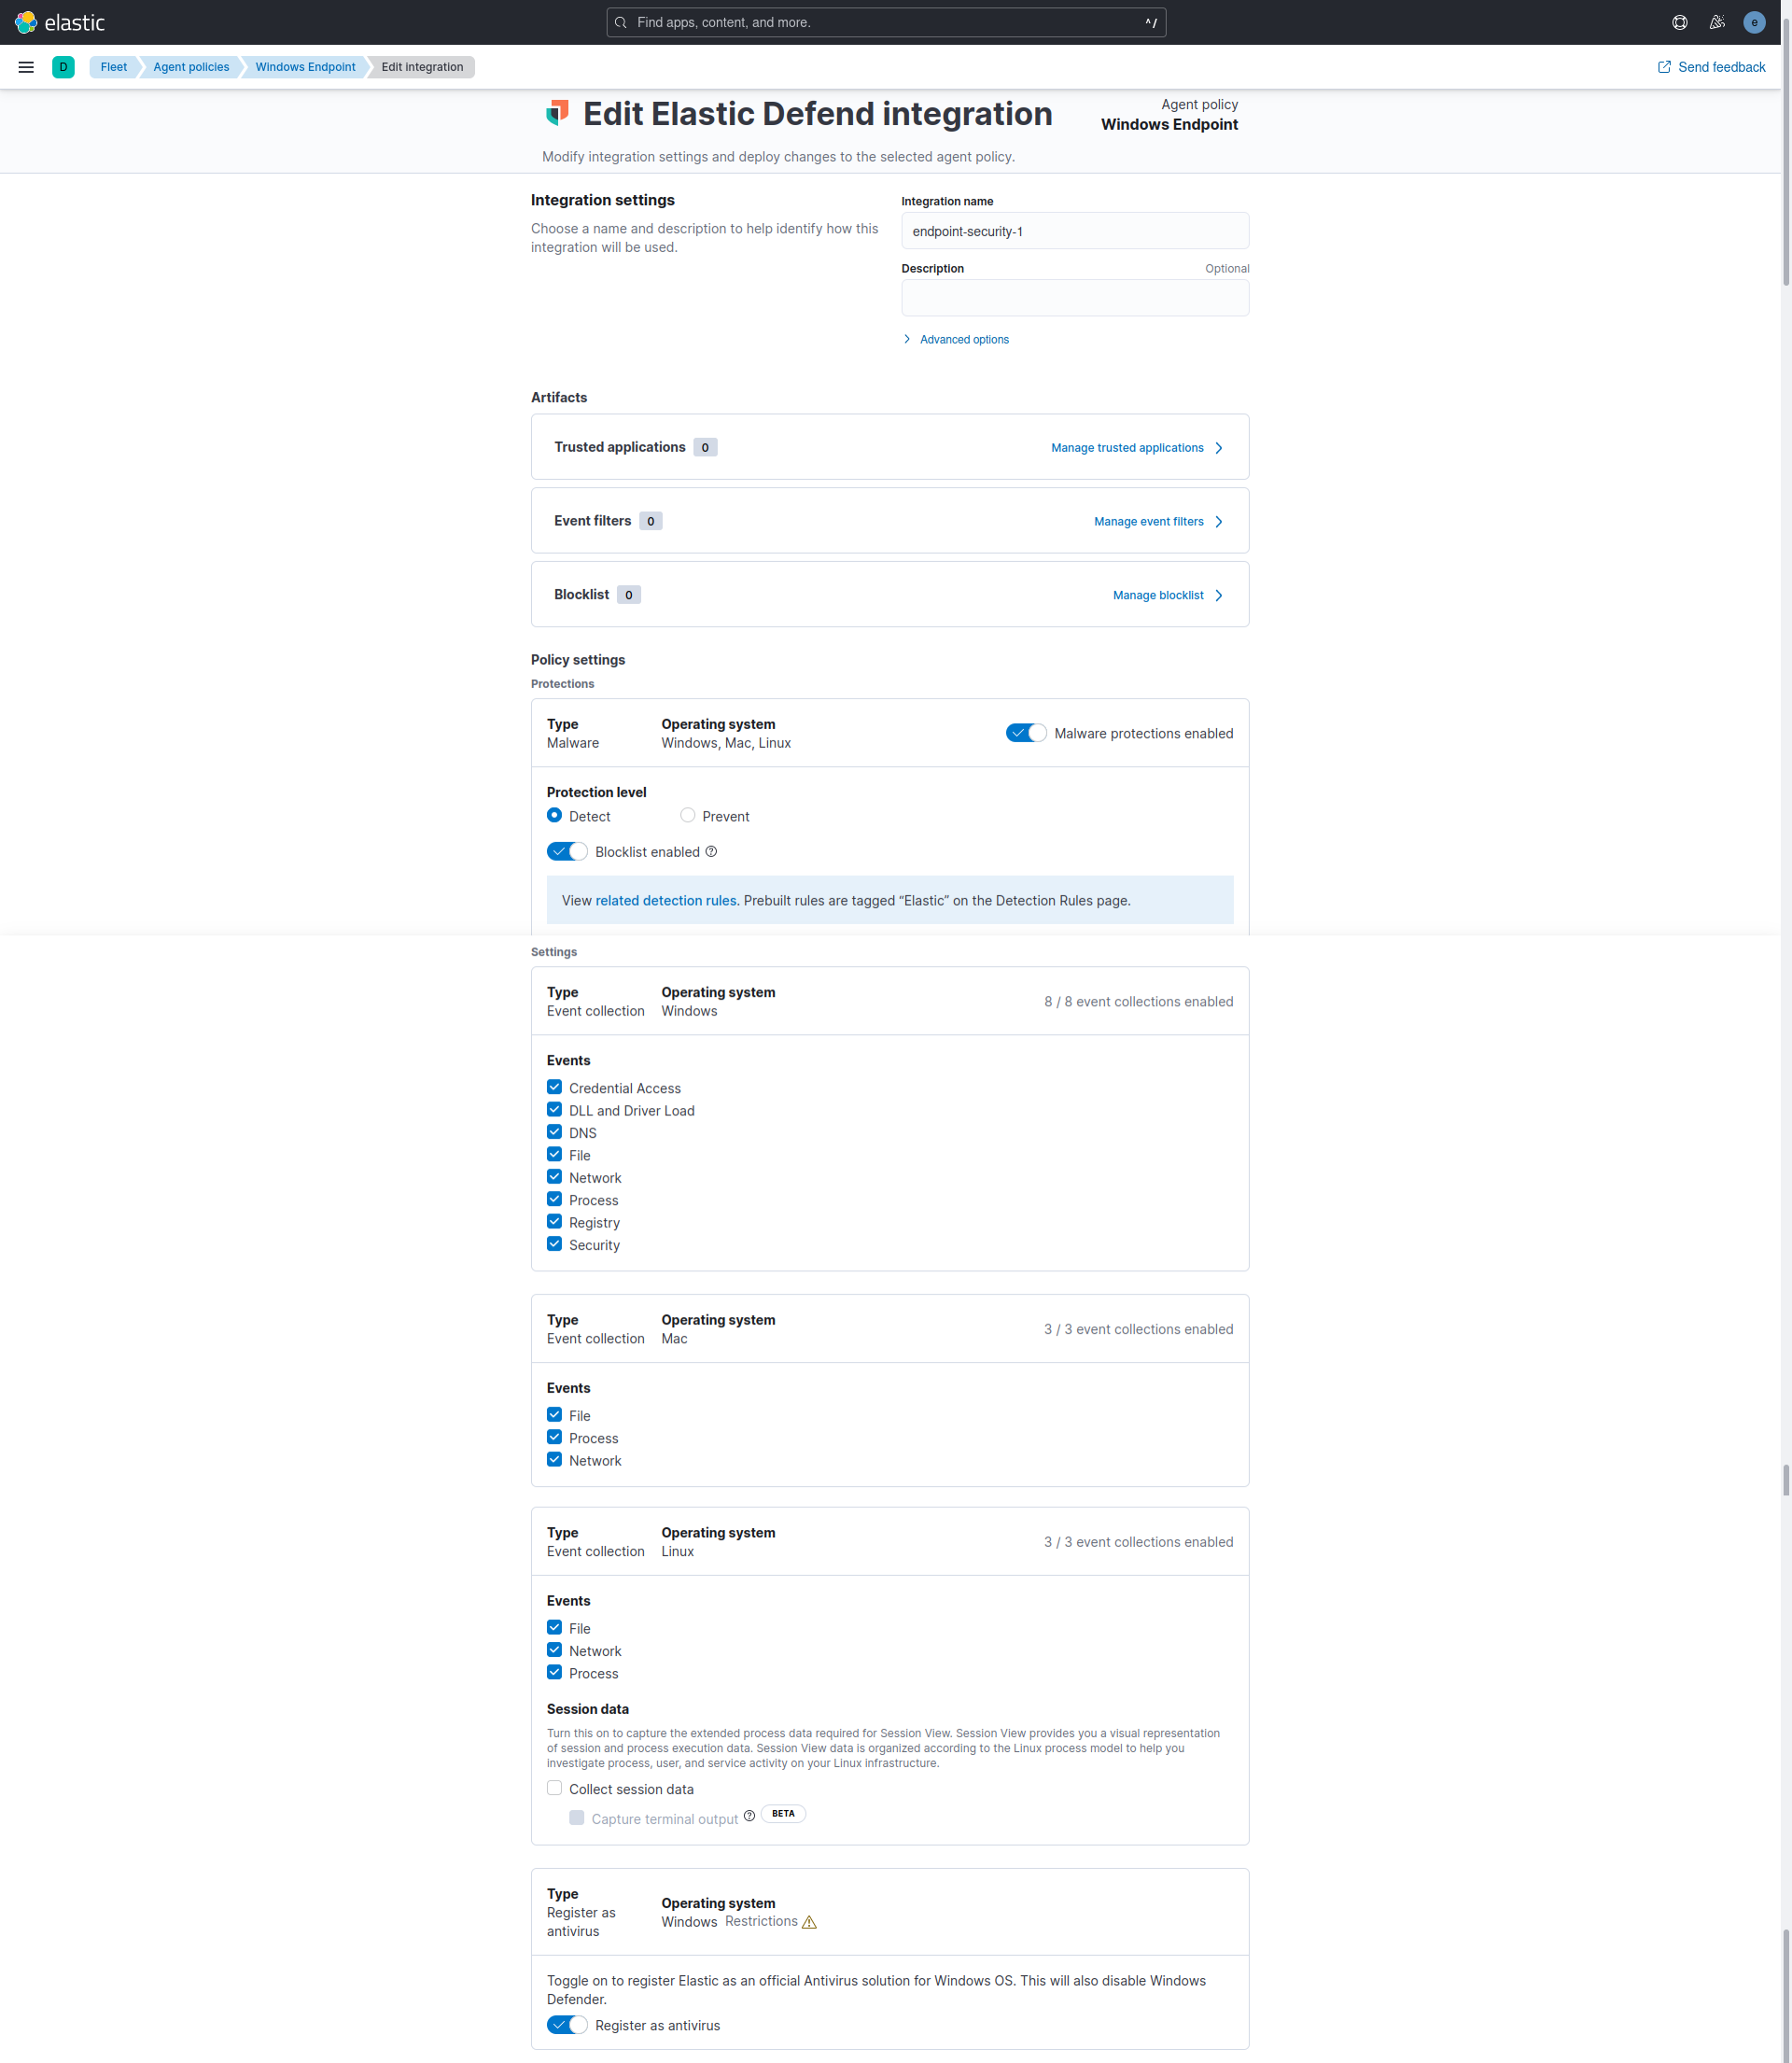 elastic
Find apps, content, and more.
^/
e
D
Fleet
Agent policies
Windows Endpoint
Edit integration
Send feedback
Edit Elastic Defend integration
Agent policy
Windows Endpoint
Modify integration settings and deploy changes to the selected agent policy.
Integration settings
Choose a name and description to help identify how this
integration will be used.
Integration name
endpoint-security-1
Description
Optional
Advanced options
Artifacts
Trusted applications 0
Manage trusted applications
Event filters 0
Manage event filters
Blocklist 0
Manage blocklist
Policy settings
Protections
Type
Malware
Operating system
Windows, Mac, Linux
Malware protections enabled
Protection level
Detect
Prevent
Blocklist enabled
View related detection rules. Prebuilt rules are tagged “Elastic” on the Detection Rules page.
Settings
Type
Event collection
Operating system
Windows
8 / 8 event collections enabled
Events
Credential Access
DLL and Driver Load
DNS
File
Network
Process
Registry
Security
Type
Event collection
Operating system
Mac
3 / 3 event collections enabled
Events
File
Process
Network
Type
Event collection
Operating system
Linux
3 / 3 event collections enabled
Events
File
Network
Process
Session data
Turn this on to capture the extended process data required for Session View. Session View provides you a visual representation
of session and process execution data. Session View data is organized according to the Linux process model to help you
investigate process, user, and service activity on your Linux infrastructure.
Collect session data
Capture terminal output
BETA
Type
Register as
antivirus
Operating system
Windows Restrictions
Toggle on to register Elastic as an official Antivirus solution for Windows OS. This will also disable Windows
Defender.
Register as antivirus